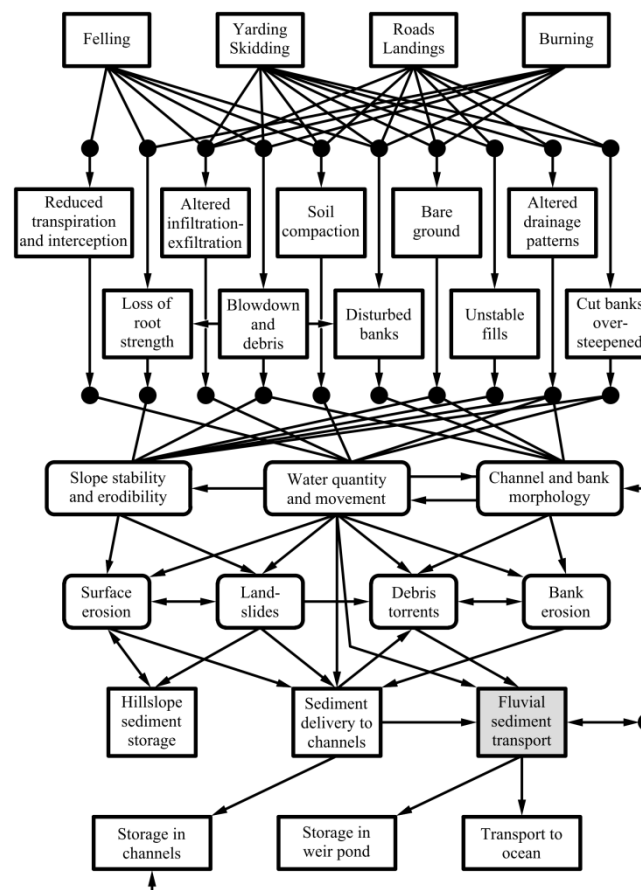 Felling
Yarding
Skidding
Roads
Landings
Burning
Reduced
transpiration
and interception
Altered
infiltration-
exfiltration
Soil
compaction
Bare
ground
Altered
drainage
patterns
Loss of
root
strength
Blowdown
and
debris
Disturbed
banks
Unstable
fills
Cut banks
over-
steepened
Slope stability
and erodibility
Water quantity
and movement
Channel and bank
morphology
Surface
erosion
Land-
slides
Debris
torrents
Bank
erosion
Hillslope
sediment
storage
Sediment
delivery to
channels
Fluvial
sediment
transport
Storage in
channels
Storage in
weir pond
Transport to
ocean